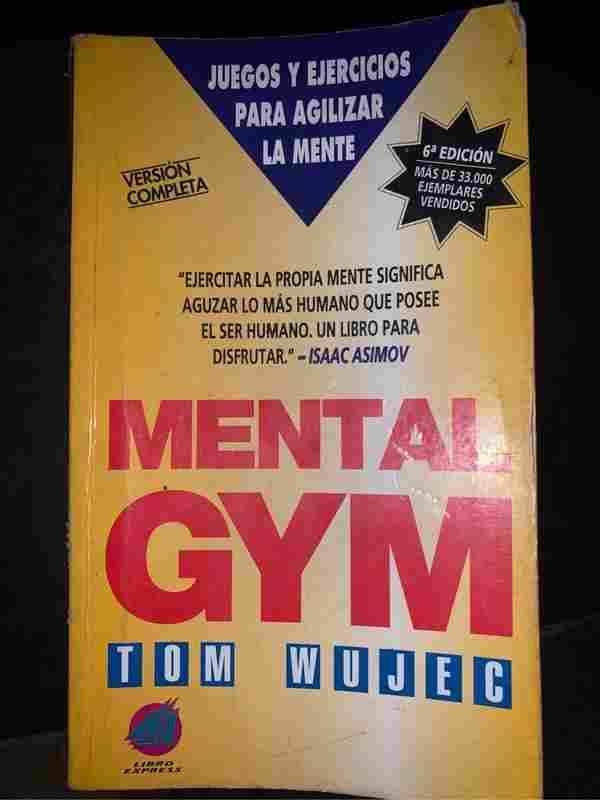 JUEGOS Y EJERCICIOS
PARA AGILIZAR
LA MENTE
VERSIÓN
COMPLETA
6ª EDICIÓN
MÁS DE 33.000
EJEMPLARES
VENDIDOS
"EJERCITAR LA PROPIA MENTE SIGNIFICA
AGUZAR LO MÁS HUMANO QUE POSEE
EL SER HUMANO. UN LIBRO PARA
DISFRUTAR." – ISAAC ASIMOV
MENTAL
GYM
TOM WUJEC
LIBRO
EXPRESS